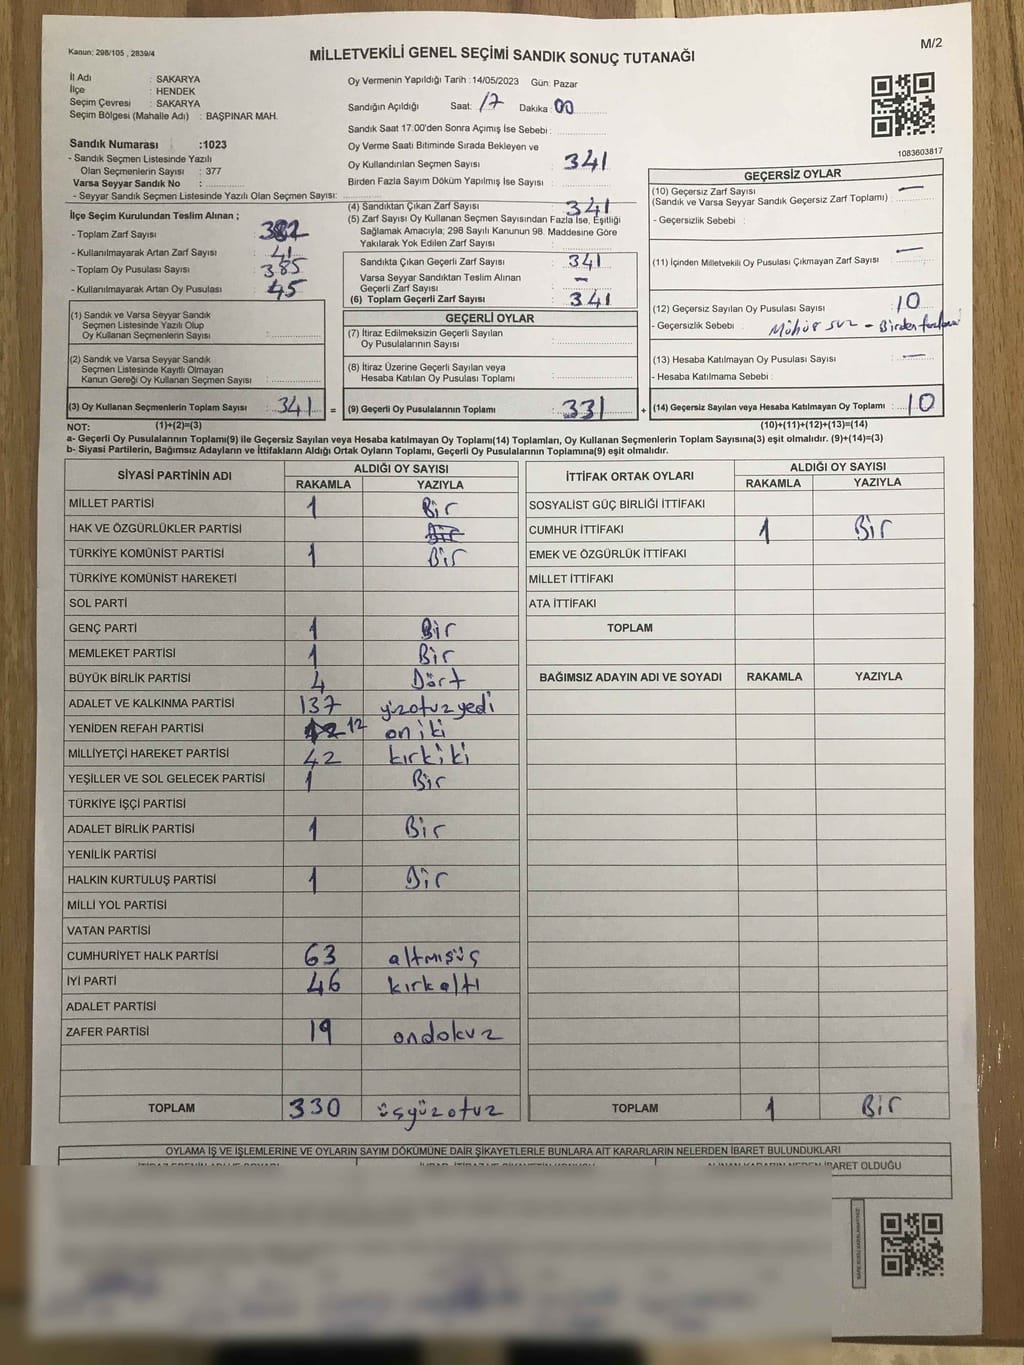 Kanun: 298/105 , 2839/4
MİLLETVEKİLİ GENEL SEÇİMİ SANDIK SONUÇ TUTANAĞI
M/2
İl Adı : SAKARYA
İlçe : HENDEK
Seçim Çevresi : SAKARYA
Seçim Bölgesi (Mahalle Adı) : BAŞPINAR MAH.
Oy Vermenin Yapıldığı Tarih :14/05/2023 Gün: Pazar
Sandığın Açıldığı Saat: 17 Dakika : 00
Sandık Saat 17.00'den Sonra Açımış İse Sebebi :
Oy Verme Saati Bitiminde Sırada Bekleyen ve
Oy Kullandırılan Seçmen Sayısı 341
Birden Fazla Sayım Döküm Yapılmış İse Sayısı
1083603817
Sandık Numarası :1023
- Sandık Seçmen Listesinde Yazılı
Olan Seçmenlerin Sayısı : 377
Varsa Seyyar Sandık No :
- Seyyar Sandık Seçmen Listesinde Yazılı Olan Seçmen Sayısı:
İlçe Seçim Kurulundan Teslim Alınan ;
- Toplam Zarf Sayısı 382
- Kullanılmayarak Artan Zarf Sayısı 41
- Toplam Oy Pusulası Sayısı 385
- Kullanılmayarak Artan Oy Pusulası 45
(1) Sandık ve Varsa Seyyar Sandık
Seçmen Listesinde Yazılı Olup
Oy Kullanan Seçmenlerin Sayısı :
(2) Sandık ve Varsa Seyyar Sandık
Seçmen Listesinde Kayıtlı Olmayan
Kanun Gereği Oy Kullanan Seçmen Sayısı :
(3) Oy Kullanan Seçmenlerin Toplam Sayısı : 341 =
(4) Sandıktan Çıkan Zarf Sayısı 341
(5) Zarf Sayısı Oy Kullanan Seçmen Sayısından Fazla İse, Eşitliği
Sağlamak Amacıyla; 298 Sayılı Kanunun 98. Maddesine Göre
Yakılarak Yok Edilen Zarf Sayısı
Sandıkta Çıkan Geçerli Zarf Sayısı 341
Varsa Seyyar Sandıktan Teslim Alınan
Geçerli Zarf Sayısı –
(6) Toplam Geçerli Zarf Sayısı 341
GEÇERLİ OYLAR
(7) İtiraz Edilmeksizin Geçerli Sayılan
Oy Pusulalarının Sayısı
(8) İtiraz Üzerine Geçerli Sayılan veya
Hesaba Katılan Oy Pusulası Toplamı
(9) Geçerli Oy Pusulalarının Toplamı 331 +
GEÇERSİZ OYLAR
(10) Geçersiz Zarf Sayısı –
(Sandık ve Varsa Seyyar Sandık Geçersiz Zarf Toplamı) :
- Geçersizlik Sebebi :
(11) İçinden Milletvekili Oy Pusulası Çıkmayan Zarf Sayısı –
(12) Geçersiz Sayılan Oy Pusulası Sayısı 10
- Geçersizlik Sebebi : Mühür suz - Birden
(13) Hesaba Katılmayan Oy Pusulası Sayısı –
- Hesaba Katılmama Sebebi :
(14) Geçersiz Sayılan veya Hesaba Katılmayan Oy Toplamı : 10
NOT: (1)+(2)=(3) (10)+(11)+(12)+(13)=(14)
a- Geçerli Oy Pusulalarının Toplamı(9) ile Geçersiz Sayılan veya Hesaba katılmayan Oy Toplamı(14) Toplamları, Oy Kullanan Seçmenlerin Toplam Sayısına(3) eşit olmalıdır. (9)+(14)=(3)
b- Siyasi Partilerin, Bağımsız Adayların ve İttifakların Aldığı Ortak Oyların Toplamı, Geçerli Oy Pusulalarının Toplamına(9) eşit olmalıdır.
SİYASİ PARTİNİN ADI ALDIĞI OY SAYISI
RAKAMLA YAZIYLA
MİLLET PARTİSİ 1 Bir
HAK VE ÖZGÜRLÜKLER PARTİSİ
TÜRKİYE KOMÜNİST PARTİSİ 1 Bir
TÜRKİYE KOMÜNİST HAREKETİ
SOL PARTİ
GENÇ PARTİ 1 Bir
MEMLEKET PARTİSİ 1 Bir
BÜYÜK BİRLİK PARTİSİ 4 Dört
ADALET VE KALKINMA PARTİSİ 137 yüzotuzyedi
YENİDEN REFAH PARTİSİ 12 on iki
MİLLİYETÇİ HAREKET PARTİSİ 42 kırkiki
YEŞİLLER VE SOL GELECEK PARTİSİ 1 Bir
TÜRKİYE İŞÇİ PARTİSİ
ADALET BİRLİK PARTİSİ 1 Bir
YENİLİK PARTİSİ
HALKIN KURTULUŞ PARTİSİ 1 Bir
MİLLİ YOL PARTİSİ
VATAN PARTİSİ
CUMHURİYET HALK PARTİSİ 63 altmışüç
İYİ PARTİ 46 kırkaltı
ADALET PARTİSİ
ZAFER PARTİSİ 19 ondokuz
TOPLAM 330 üçyüzotuz
İTTİFAK ORTAK OYLARI ALDIĞI OY SAYISI
RAKAMLA YAZIYLA
SOSYALİST GÜÇ BİRLİĞİ İTTİFAKI
CUMHUR İTTİFAKI 1 Bir
EMEK VE ÖZGÜRLÜK İTTİFAKI
MİLLET İTTİFAKI
ATA İTTİFAKI
TOPLAM
BAĞIMSIZ ADAYIN ADI VE SOYADI RAKAMLA YAZIYLA
TOPLAM 1 Bir
OYLAMA İŞ VE İŞLEMLERİNE VE OYLARIN SAYIM DÖKÜMÜNE DAİR ŞİKAYETLERLE BUNLARA AİT KARARLARIN NELERDEN İBARET BULUNDUKLARI
İBARET OLDUĞU